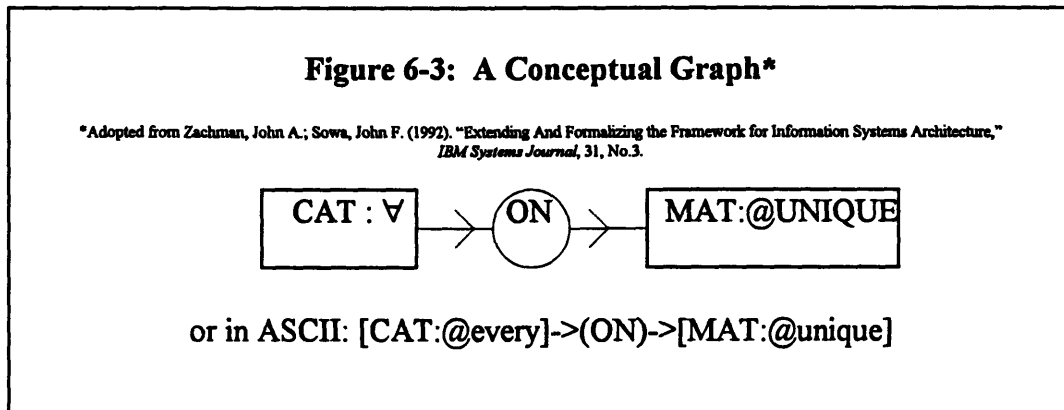 Figure 6-3: A Conceptual Graph*
*Adopted from Zachman, John A.; Sowa, John F. (1992). "Extending And Formalizing the Framework for Information Systems Architecture,"
IBM Systems Journal, 31, No.3.
CAT : ∀ ON MAT:@UNIQUE
or in ASCII: [CAT:@every]->(ON)->[MAT:@unique]